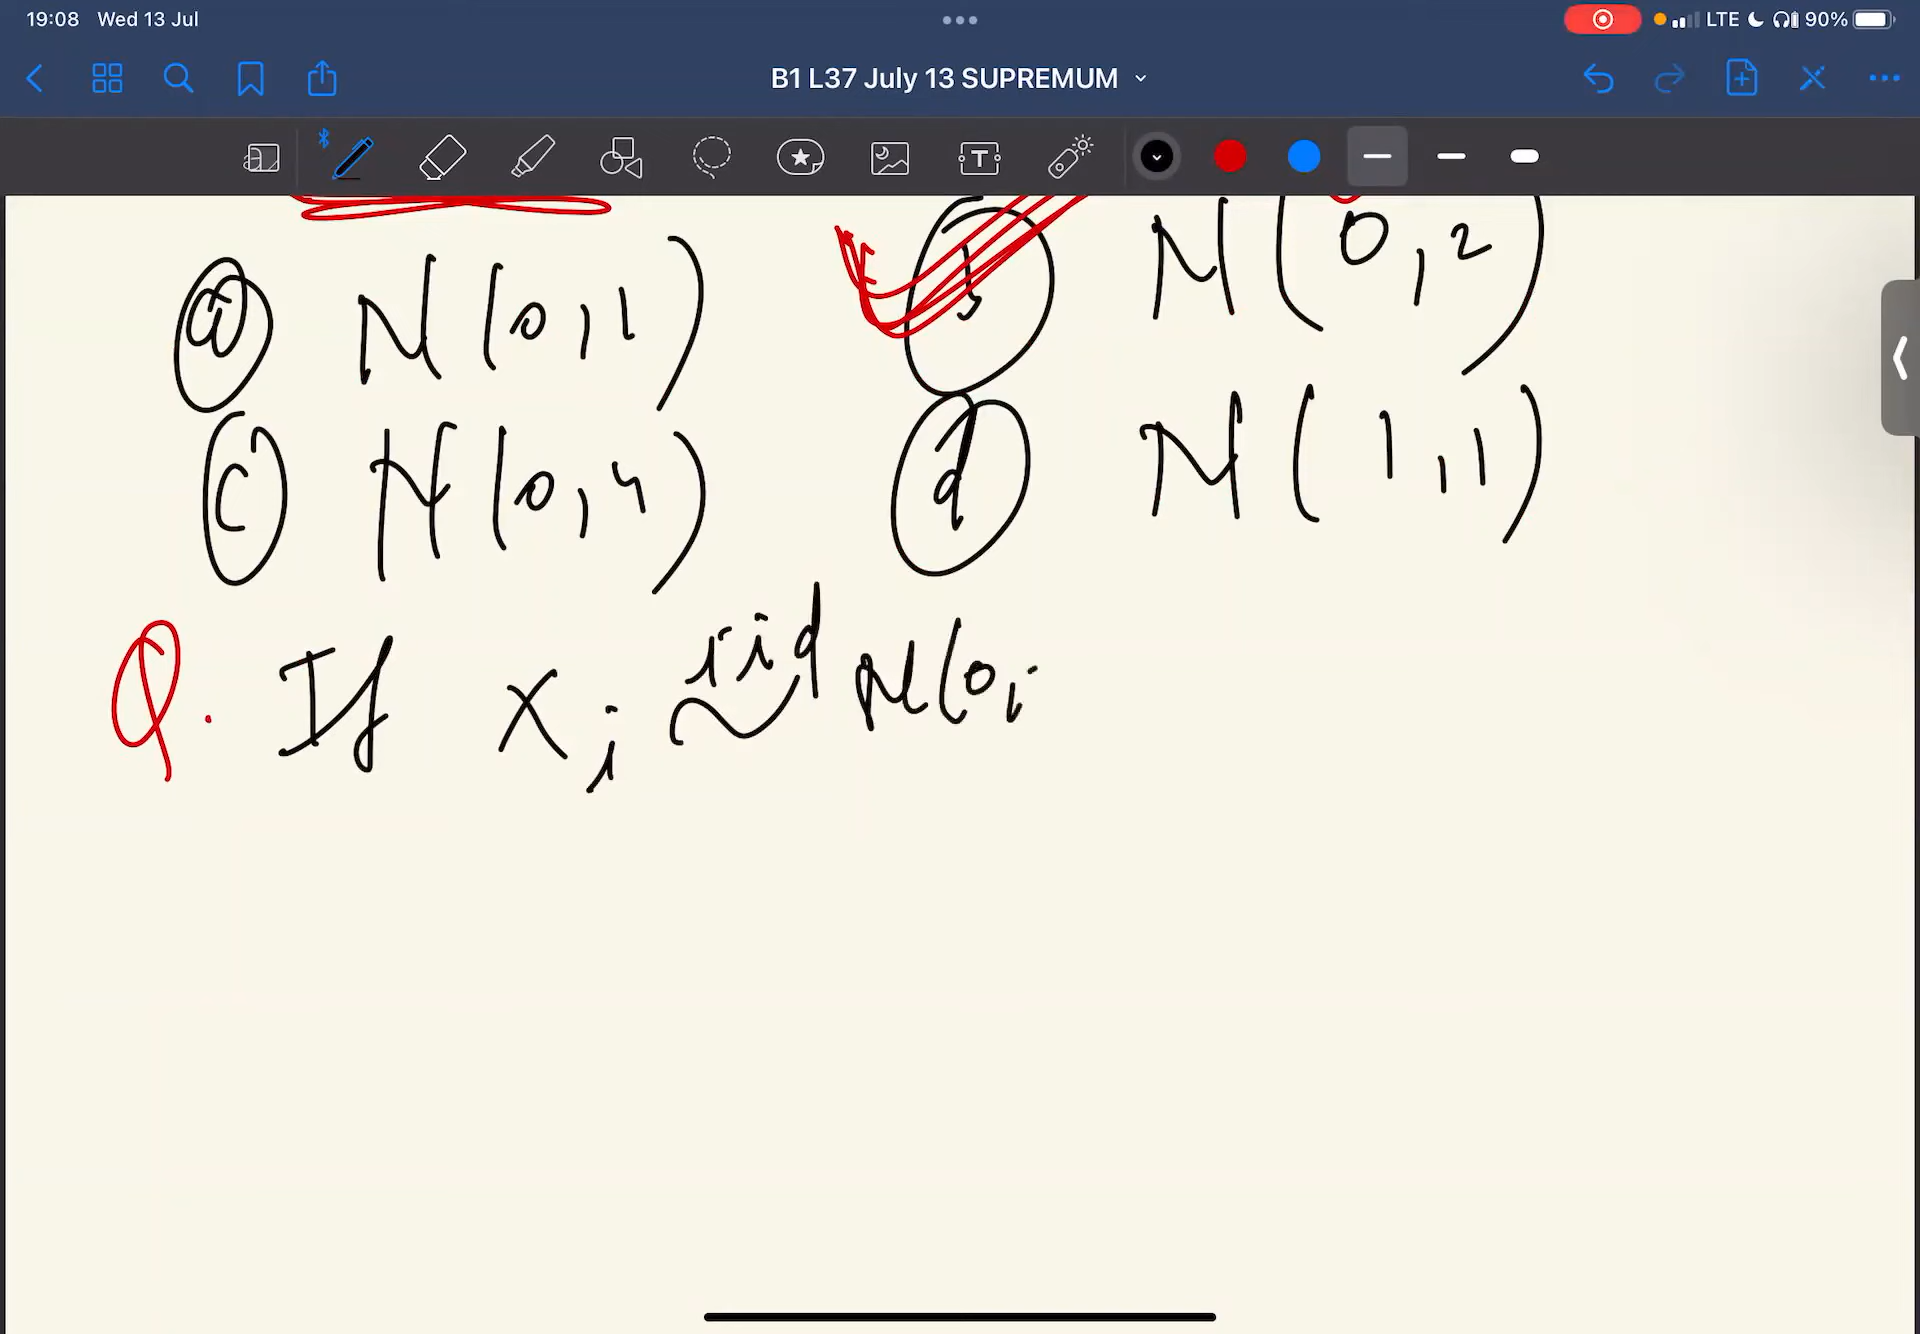 19:08 Wed 13 Jul LTE 90%
B1 L37 July 13 SUPREMUM
T
(a) N(0,1) (b) N(0,2)
(c) N(0,4) (d) N(1,1)
Q. If Xi iid ~ N(0,